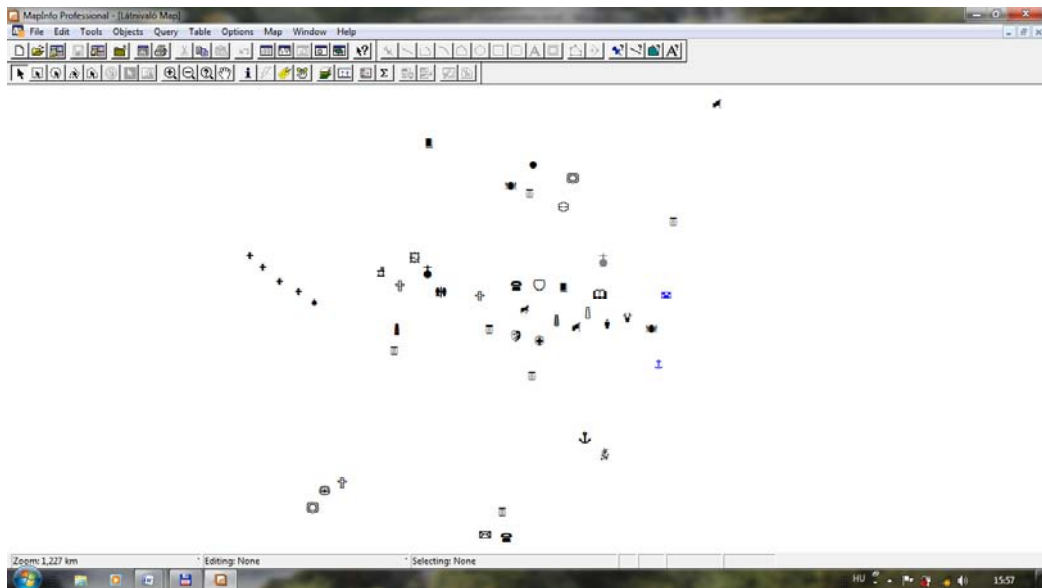 MapInfo Professional - [Látnivaló Map]
File Edit Tools Objects Query Table Options Map Window Help
Zoom: 1,227 km Editing: None Selecting: None
HU 15:57